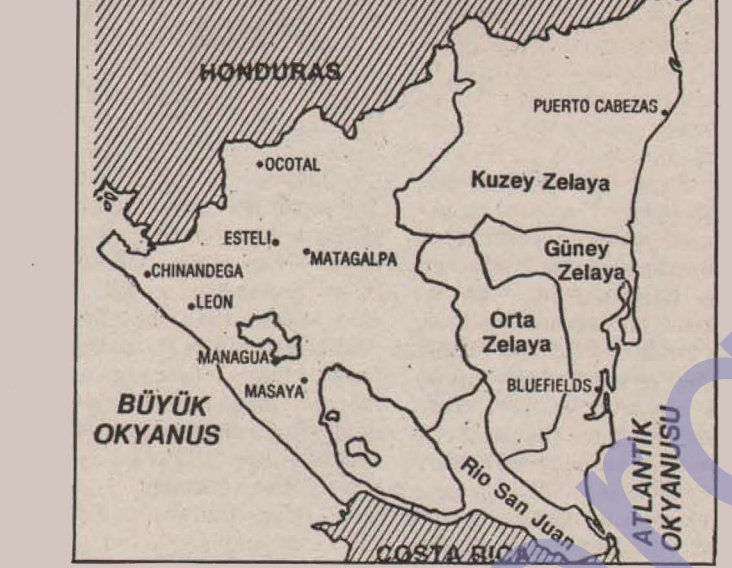 HONDURAS
PUERTO CABEZAS
OCOTAL
Kuzey Zelaya
ESTELI
MATAGALPA
Güney
Zelaya
CHINANDEGA
LEON
Orta
Zelaya
MANAGUA
MASAYA
BLUEFIELDS
BÜYÜK
OKYANUS
ATLANTİK
OKYANUSU
Rio San Juan
COSTA RICA